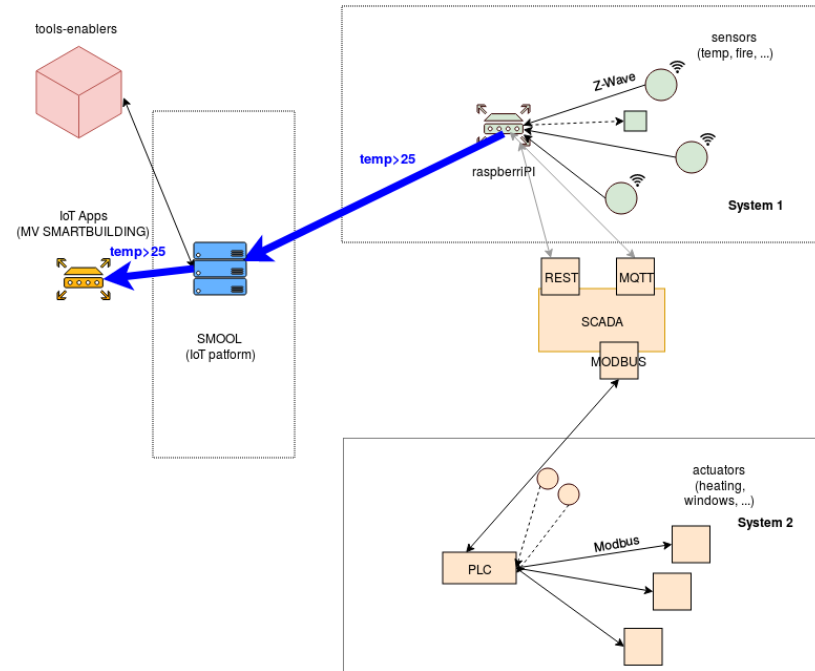 tools-enablers
sensors
(temp, fire, ...)
Z-Wave
temp>25
raspberriPI
System 1
IoT Apps
(MV SMARTBUILDING)
temp>25
REST
MQTT
SCADA
SMOOL
(IoT patform)
MODBUS
actuators
(heating,
windows, ...)
System 2
Modbus
PLC